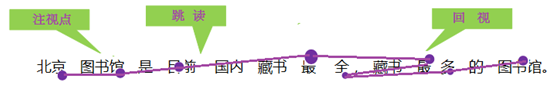 注视点
跳 读
回 视
北京 图书馆 是 目前 国内 藏书 最 全，藏书 最 多 的 图书馆。